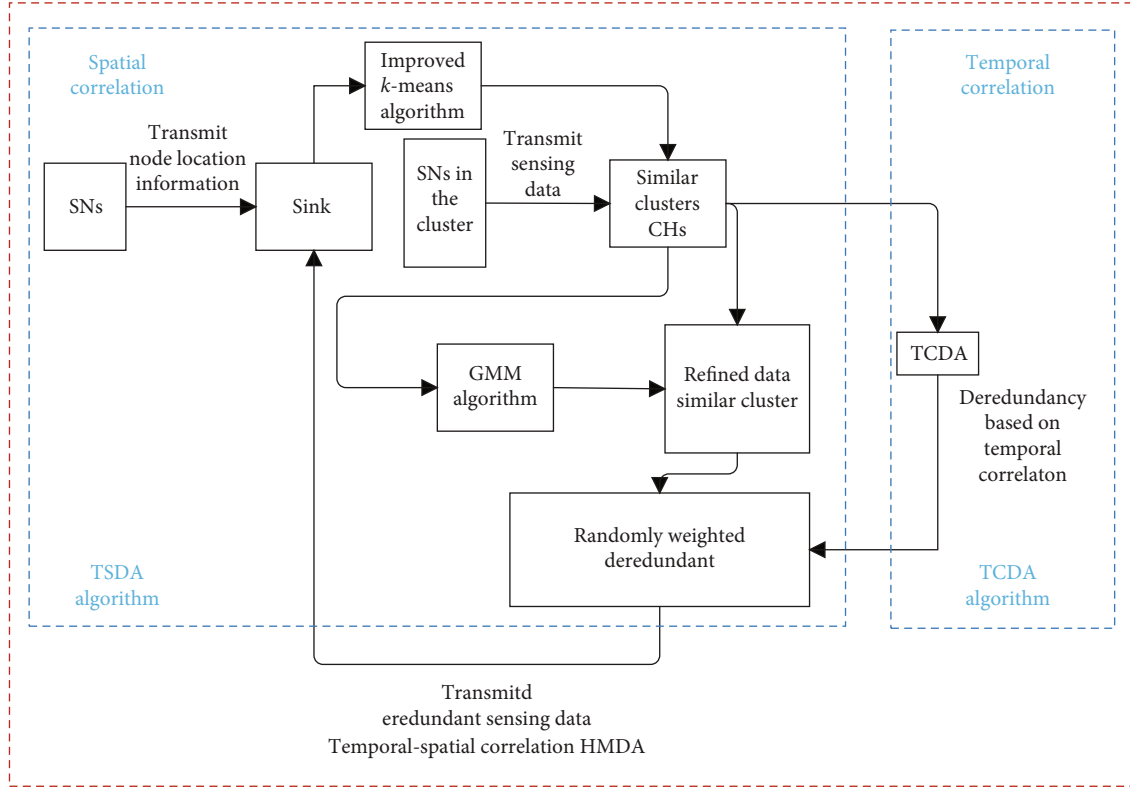 Spatial
correlation
Improved
k-means
algorithm
Temporal
correlation
Transmit
node location
information
SNs
Sink
SNs in
the
cluster
Transmit
sensing
data
Similar
clusters
CHs
GMM
algorithm
Refined data
similar cluster
TCDA
Deredundancy
based on
temporal
correlaton
Randomly weighted
deredundant
TSDA
algorithm
TCDA
algorithm
Transmitd
eredundant sensing data
Temporal-spatial correlation HMDA